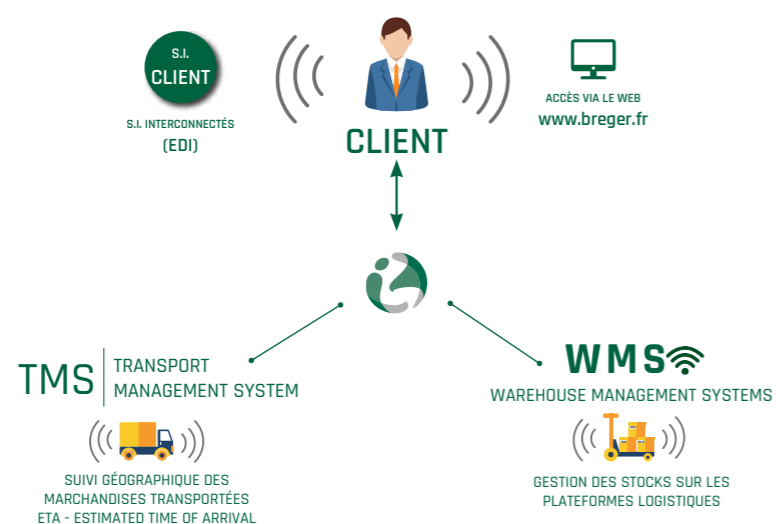 S.I.
CLIENT
S.I. INTERCONNECTÉS
(EDI)
CLIENT
ACCÈS VIA LE WEB
www.breger.fr
TMS
TRANSPORT
MANAGEMENT SYSTEM
SUIVI GÉOGRAPHIQUE DES
MARCHANDISES TRANSPORTÉES
ETA - ESTIMATED TIME OF ARRIVAL
WMS
WAREHOUSE MANAGEMENT SYSTEMS
GESTION DES STOCKS SUR LES
PLATEFORMES LOGISTIQUES